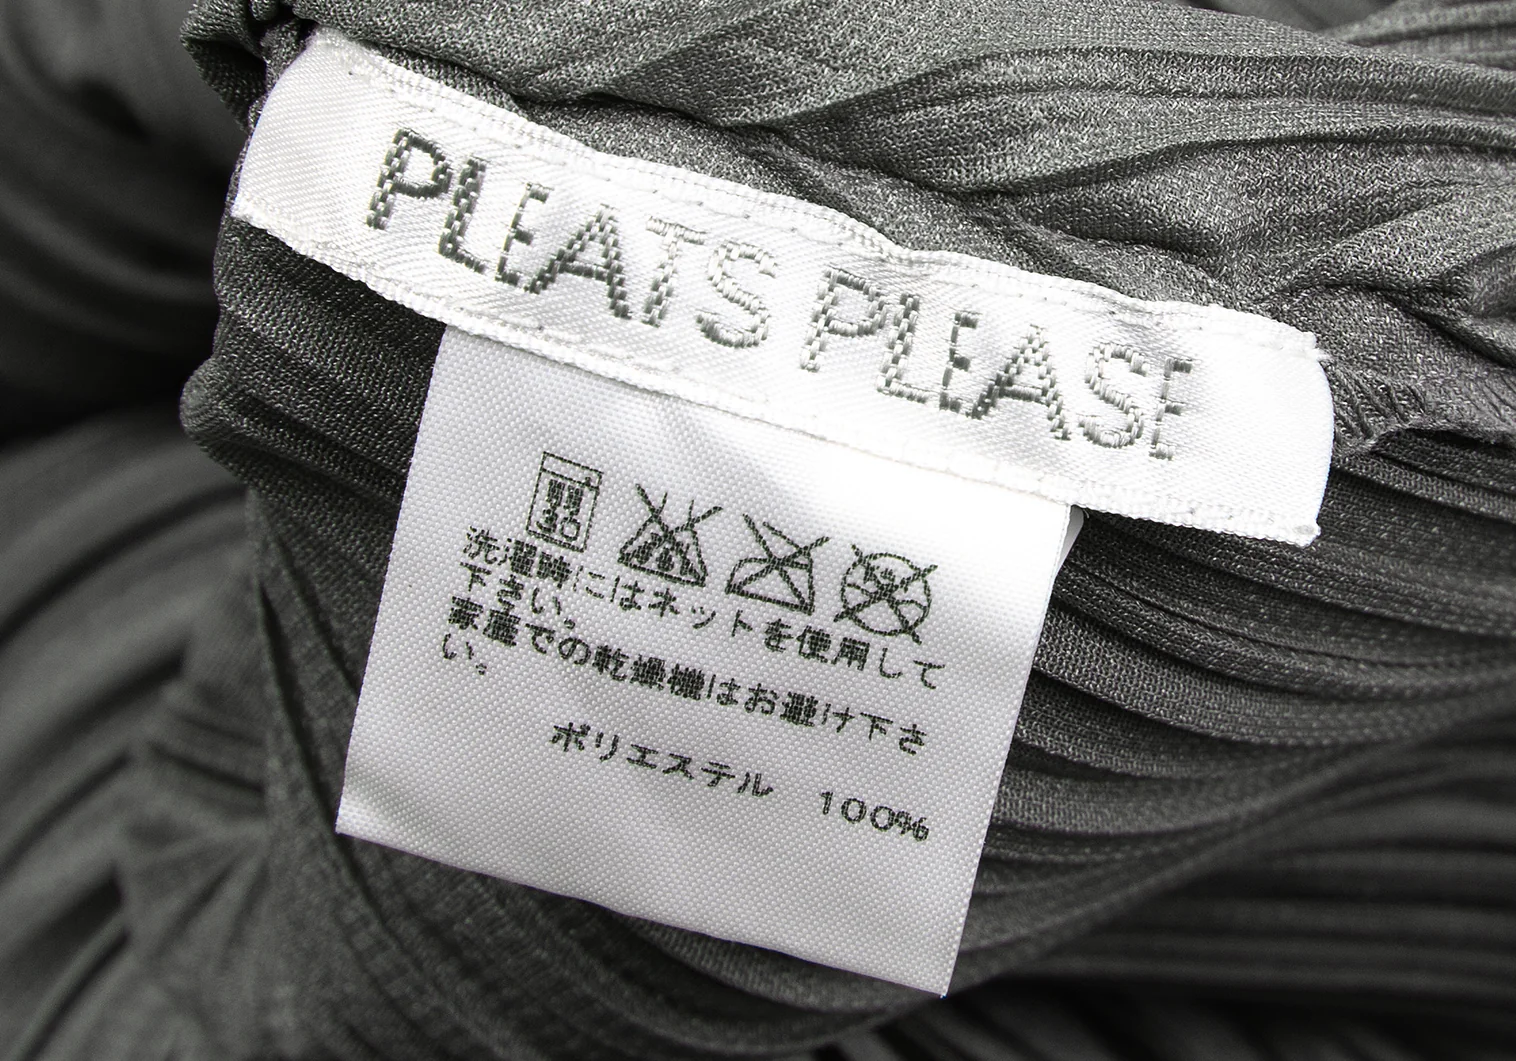 PLEATS PLEASE
洗濯時にはネットを使用して
下さい。
家庭での乾燥機はお避け下さ
い。
ポリエステル 100%